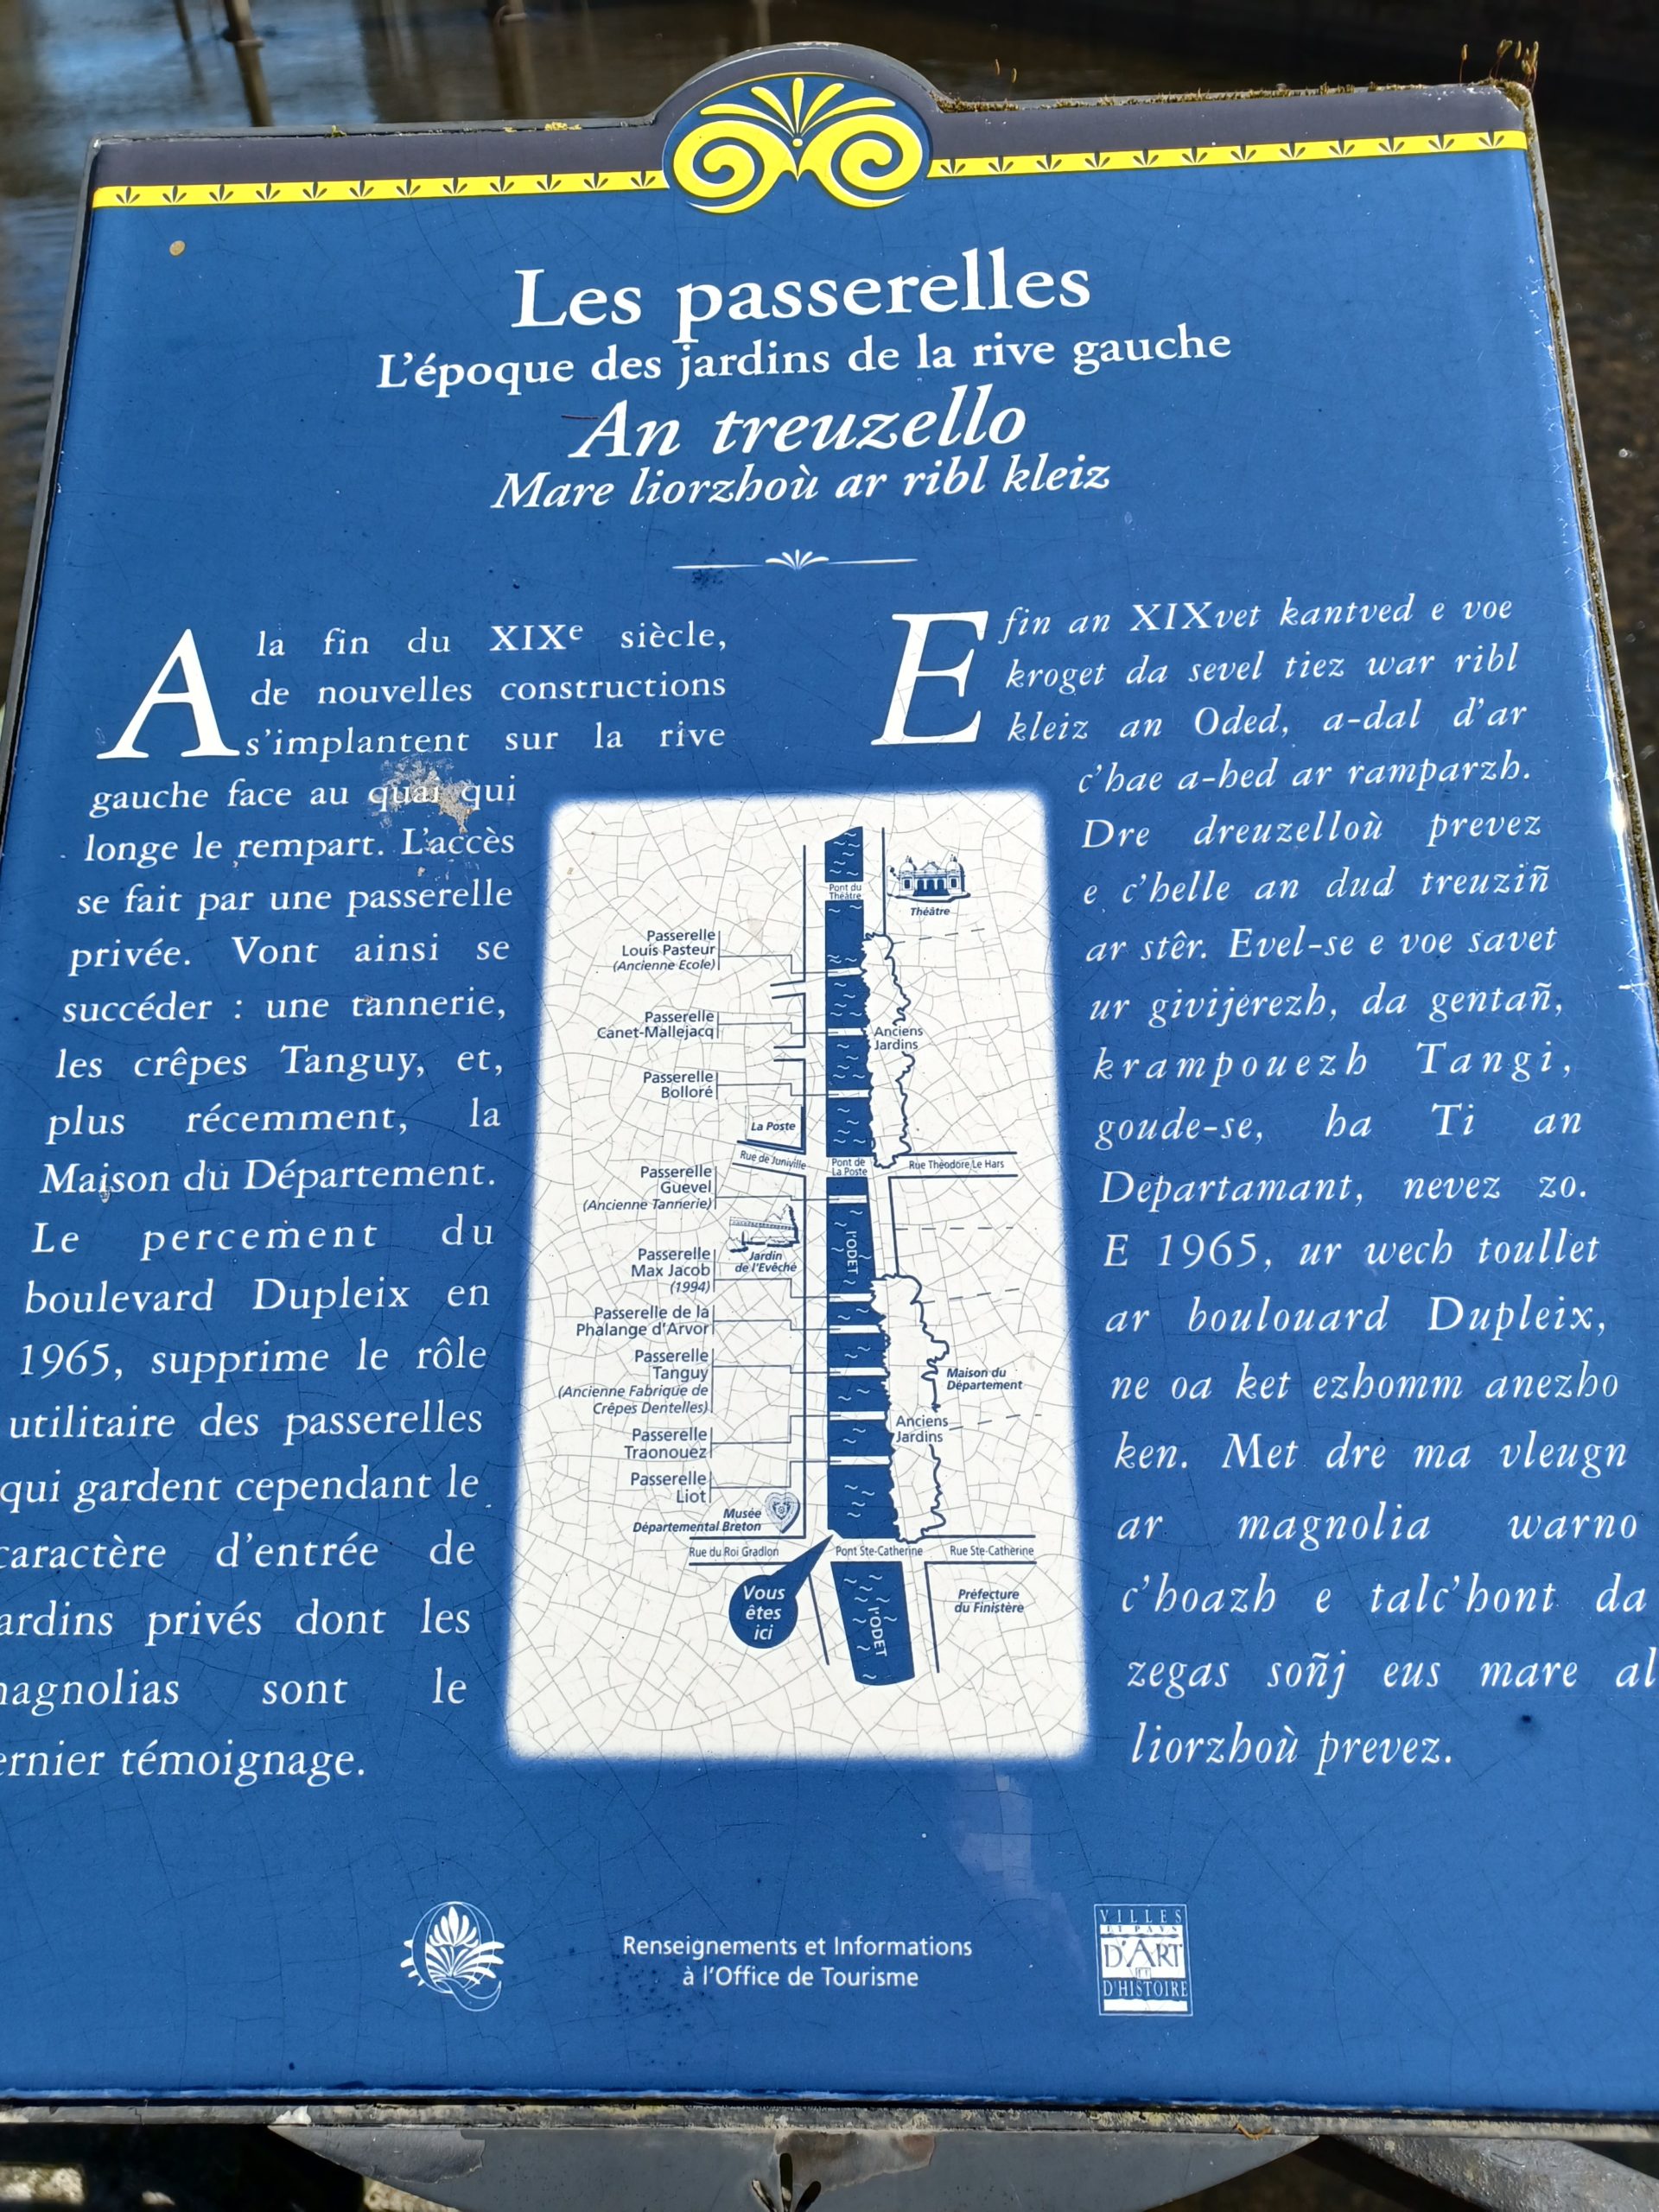 Les passerelles
L'époque des jardins de la rive gauche
An treuzello
Mare liorzhoù ar ribl kleiz
A la fin du XIXe siècle,
de nouvelles constructions
s'implantent sur la rive
gauche face au quai qui
longe le rempart. L'accès
se fait par une passerelle
privée. Vont ainsi se
succéder : une tannerie,
les crêpes Tanguy, et,
plus récemment, la
Maison du Département.
Le percement du
boulevard Dupleix en
1965, supprime le rôle
utilitaire des passerelles
qui gardent cependant le
caractère d'entrée de
ardins privés dont les
agnolias sont le
ernier témoignage.
E fin an XIXvet kantved e voe
kroget da sevel tiez war ribl
kleiz an Oded, a-dal d'ar
c'hae a-hed ar ramparzh.
Dre dreuzelloù prevez
e c'helle an dud treuziñ
ar stêr. Evel-se e voe savet
ur givijerezh, da gentañ,
krampouezh Tangi,
goude-se, ha Ti an
Departamant, nevez zo.
E 1965, ur wech toullet
ar boulouard Dupleix,
ne oa ket ezhomm anezho
ken. Met dre ma vleugn
ar magnolia warno
c'hoazh e talc'hont da
zegas soñj eus mare al
liorzhoù prevez.
Pont du
Théâtre
Théâtre
Passerelle
Louis Pasteur
(Ancienne Ecole)
Passerelle
Canet-Mallejacq
Anciens
Jardins
Passerelle
Bolloré
La Poste
Rue de Juniville
Pont de
La Poste
Rue Théodore Le Hars
Passerelle
Guevel
(Ancienne Tannerie)
Jardin
de l'Evêché
l'ODET
Passerelle
Max Jacob
(1994)
Passerelle de la
Phalange d'Arvor
Passerelle
Tanguy
(Ancienne Fabrique de
Crêpes Dentelles)
Maison du
Département
Anciens
Jardins
Passerelle
Traonouez
Passerelle
Liot
Musée
Départemental Breton
Rue du Roi Gradlon
Pont Ste-Catherine
Rue Ste-Catherine
Vous
êtes
ici
l'ODET
Préfecture
du Finistère
Renseignements et Informations
à l'Office de Tourisme
VILLES
ET PAYS
D'ART
ET
D'HISTOIRE